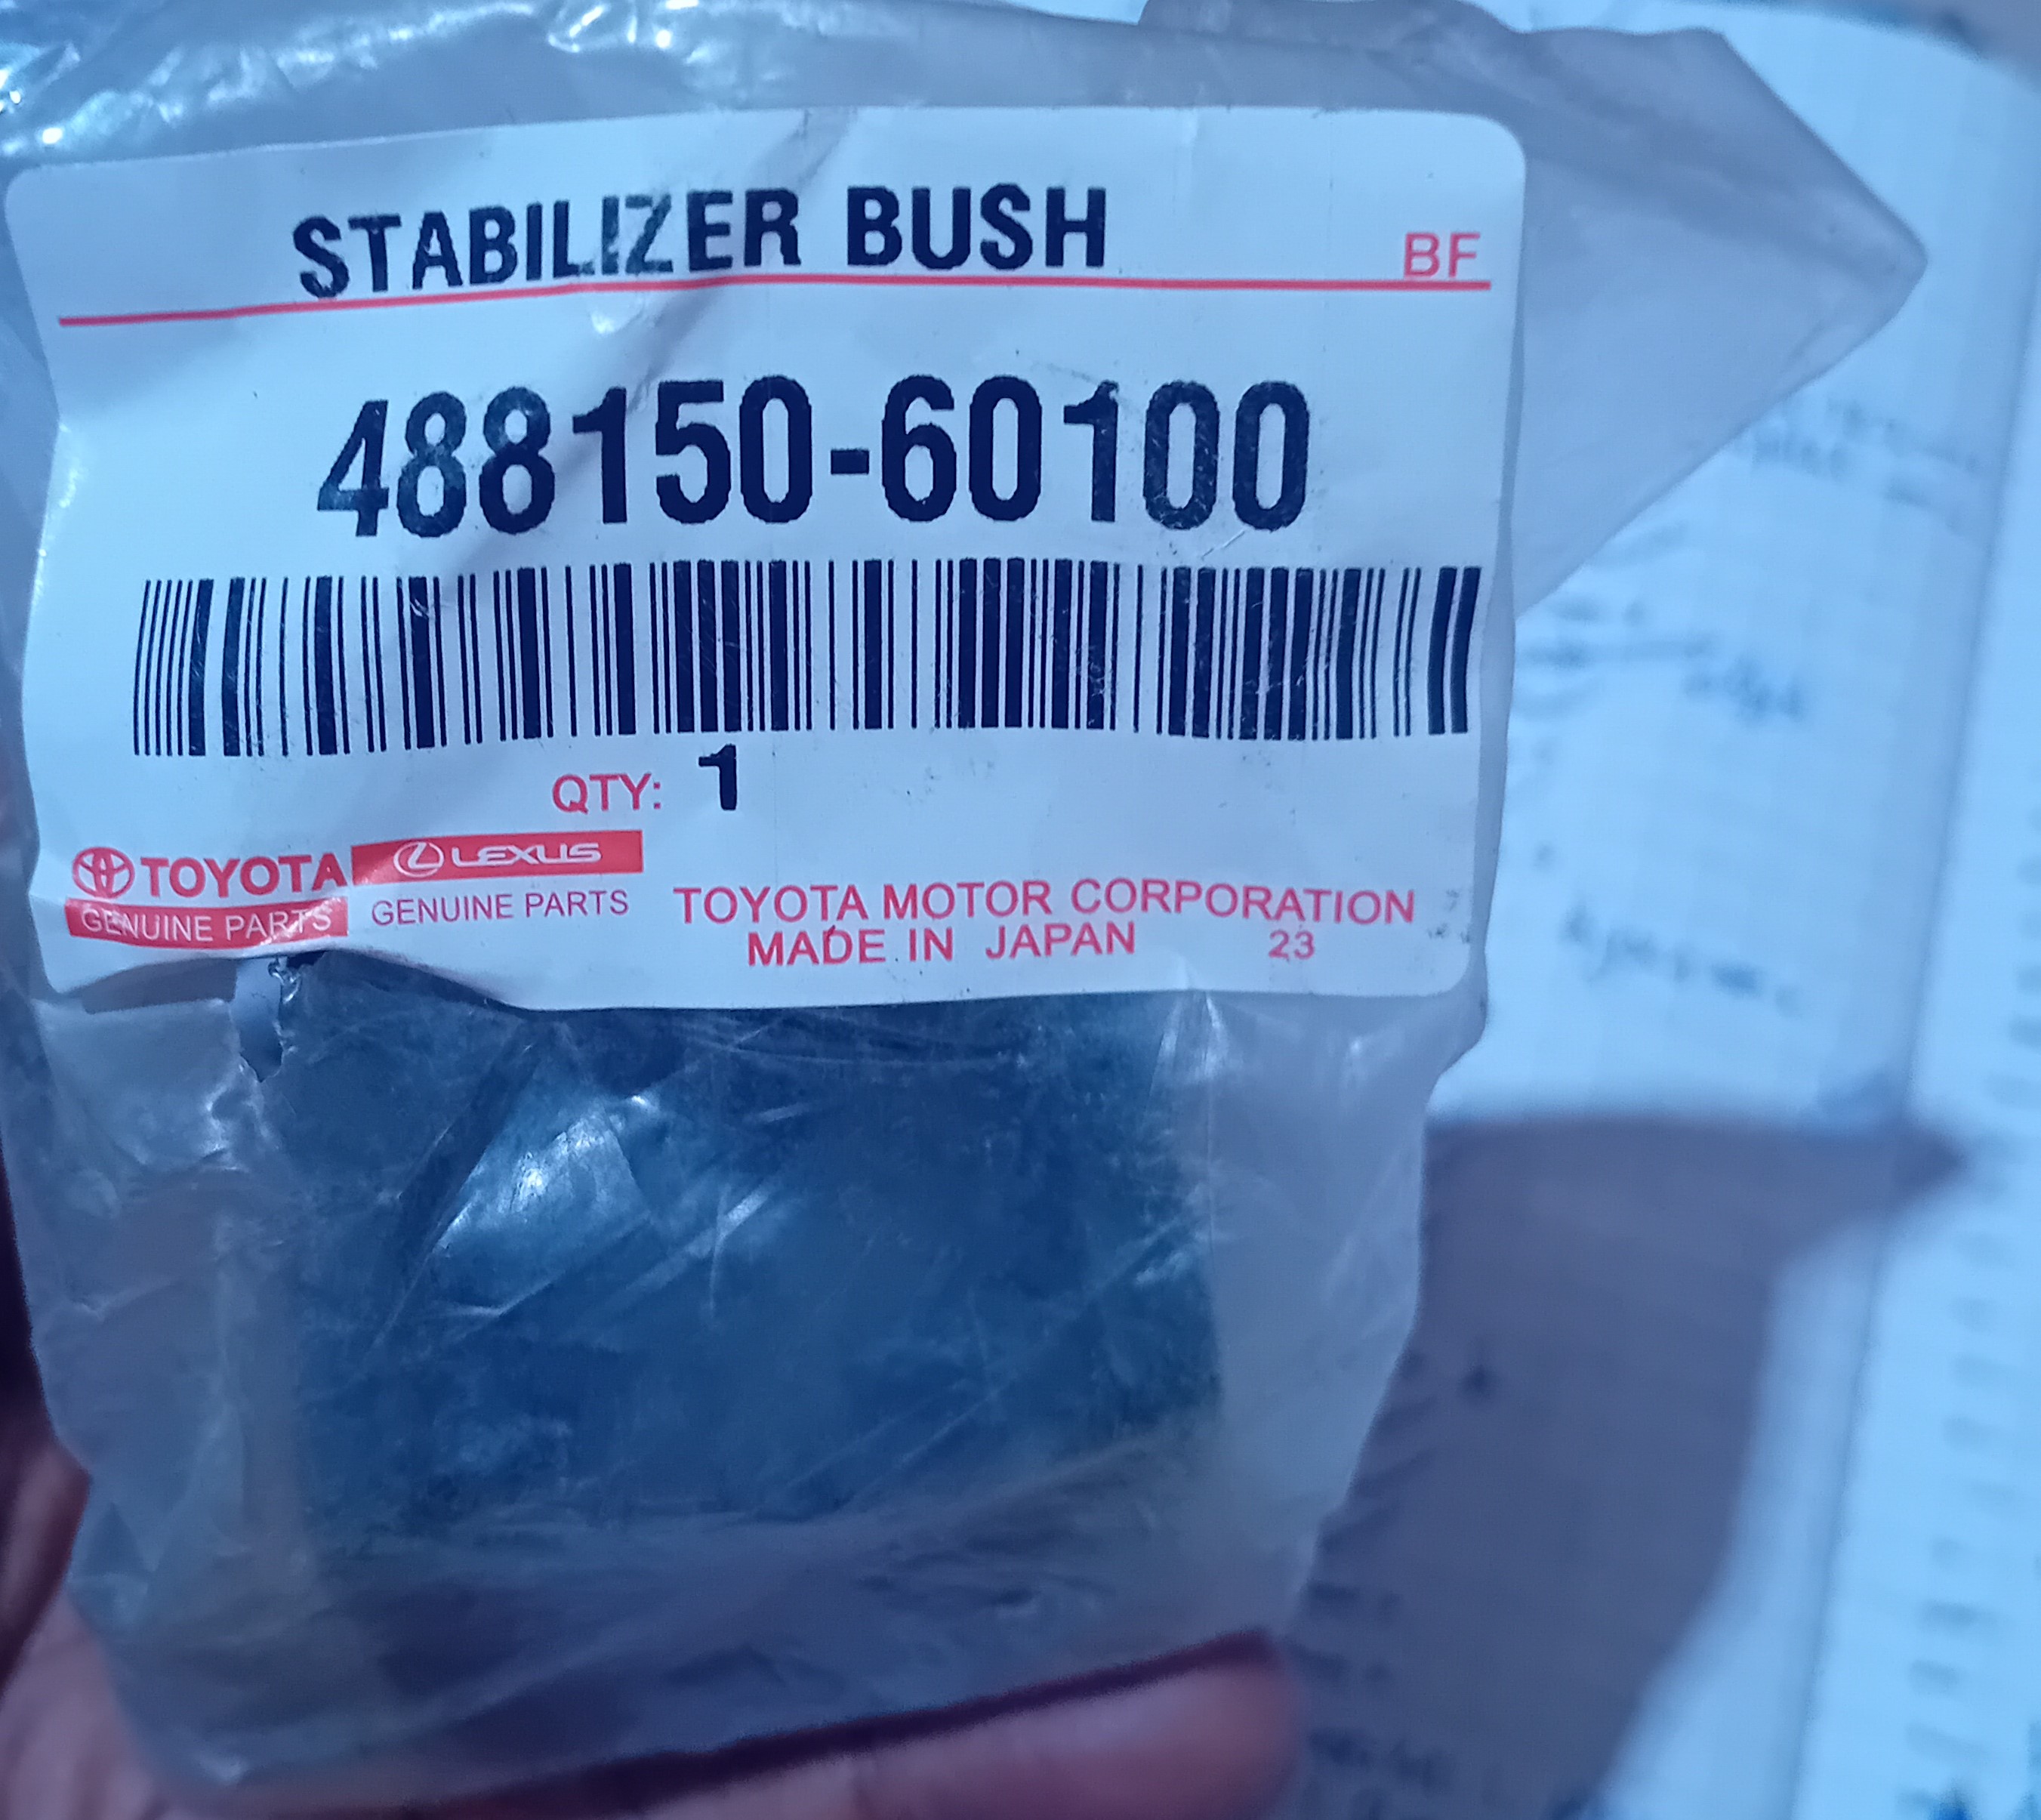 STABILIZER BUSH BF
488150-60100
QTY: 1
TOYOTA LEXUS
GENUINE PARTS GENUINE PARTS
TOYOTA MOTOR CORPORATION
MADE IN JAPAN 23